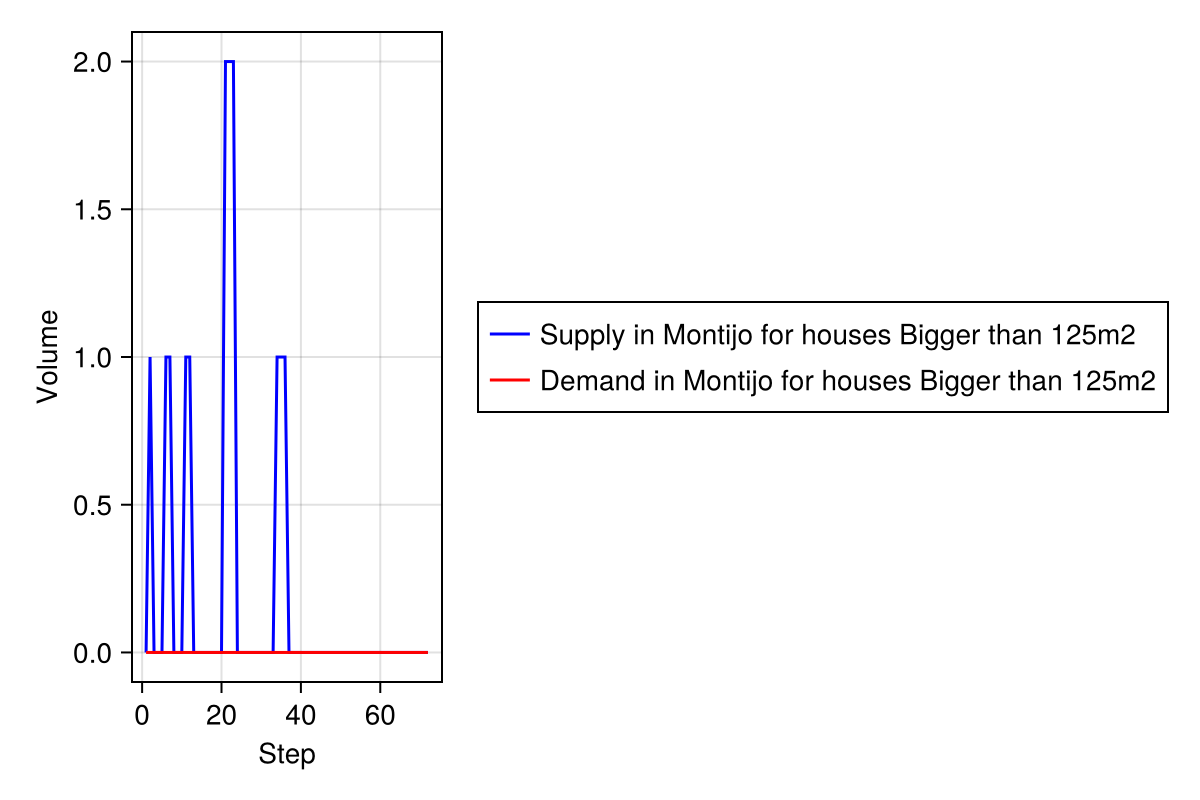 2.0
1.5
1.0
0.5
0.0
Volume
0 20 40 60
Step
Supply in Montijo for houses Bigger than 125m2
Demand in Montijo for houses Bigger than 125m2